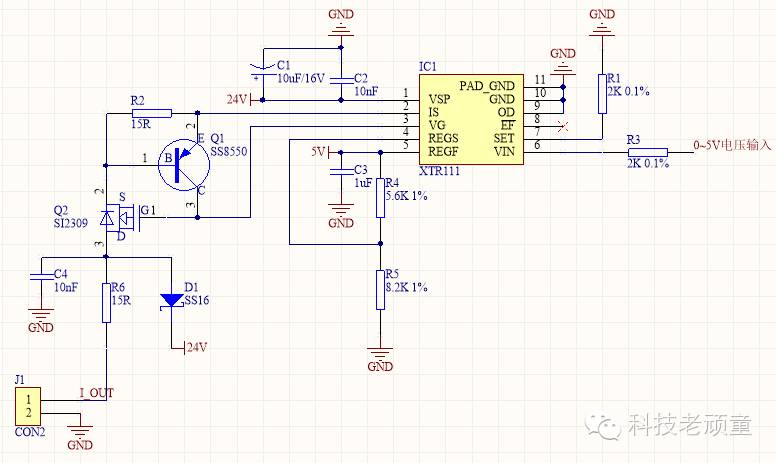 GND
GND
GND
IC1
C1
10uF/16V
C2
10nF
24V
R2
15R
1 VSP
2 IS
3 VG
4 REGS
5 REGF
PAD_GND 11
GND 10
OD 9
EF 8
SET 7
VIN 6
XTR111
R1
2K 0.1%
R3
2K 0.1%
0~5V电压输入
2
E
Q1
SS8550
1
B
C
3
5V
C3
1uF
GND
R4
5.6K 1%
Q2
SI2309
2
S
G 1
D
3
C4
10nF
GND
R6
15R
D1
SS16
24V
R5
8.2K 1%
GND
J1
1
2
CON2
I_OUT
GND
科技老顽童